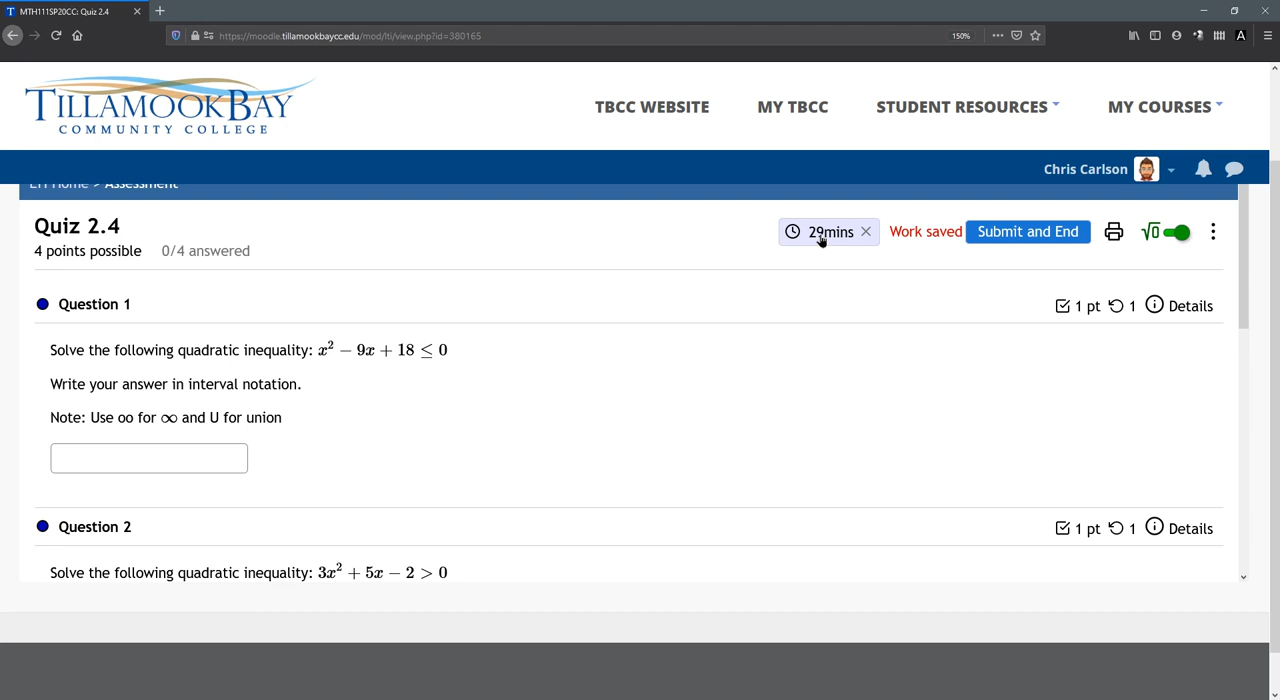 MTH111SP20CC: Quiz 2.4
https://moodle.tillamookbaycc.edu/mod/lti/view.php?id=380165
150%
TILLAMOOK BAY
COMMUNITY COLLEGE
TBCC WEBSITE
MY TBCC
STUDENT RESOURCES
MY COURSES
Chris Carlson
LTI Home > Assessment
Quiz 2.4
4 points possible 0/4 answered
29mins
Work saved
Submit and End
√0
Question 1
1 pt 1 Details
Solve the following quadratic inequality: x² − 9x + 18 ≤ 0
Write your answer in interval notation.
Note: Use oo for ∞ and U for union
Question 2
1 pt 1 Details
Solve the following quadratic inequality: 3x² + 5x − 2 > 0